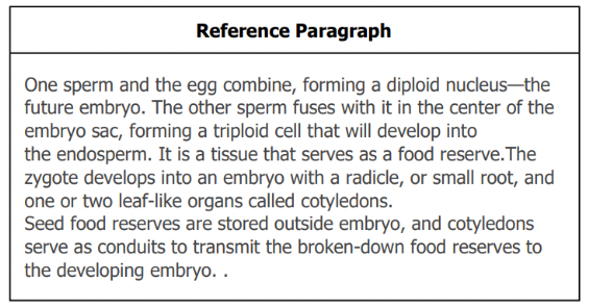 Reference Paragraph
One sperm and the egg combine, forming a diploid nucleus—the
future embryo. The other sperm fuses with it in the center of the
embryo sac, forming a triploid cell that will develop into
the endosperm. It is a tissue that serves as a food reserve.The
zygote develops into an embryo with a radicle, or small root, and
one or two leaf-like organs called cotyledons.
Seed food reserves are stored outside embryo, and cotyledons
serve as conduits to transmit the broken-down food reserves to
the developing embryo. .